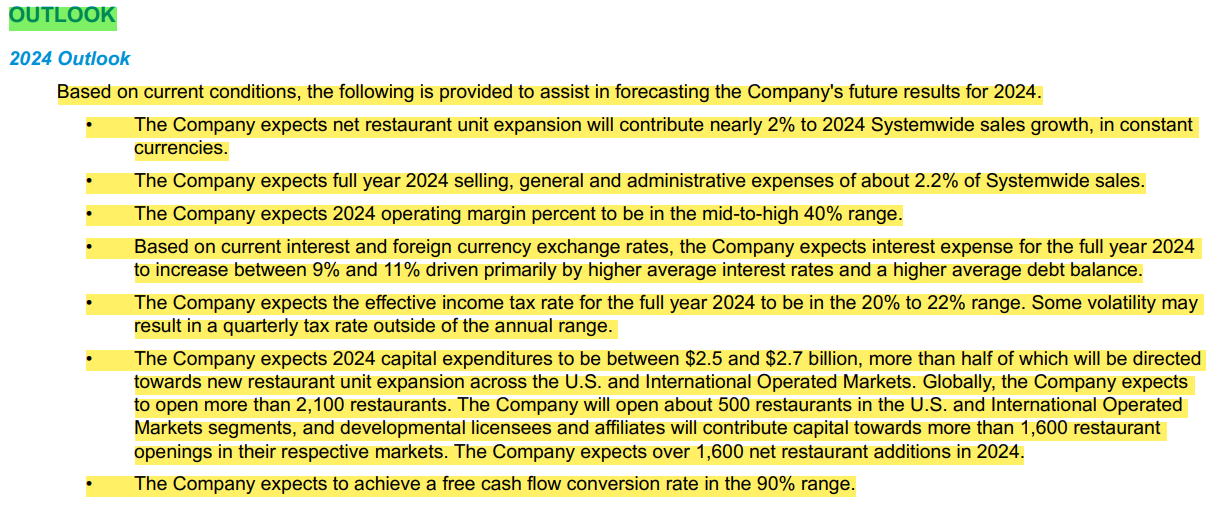 OUTLOOK
2024 Outlook
Based on current conditions, the following is provided to assist in forecasting the Company's future results for 2024.
• The Company expects net restaurant unit expansion will contribute nearly 2% to 2024 Systemwide sales growth, in constant
currencies.
• The Company expects full year 2024 selling, general and administrative expenses of about 2.2% of Systemwide sales.
• The Company expects 2024 operating margin percent to be in the mid-to-high 40% range.
• Based on current interest and foreign currency exchange rates, the Company expects interest expense for the full year 2024
to increase between 9% and 11% driven primarily by higher average interest rates and a higher average debt balance.
• The Company expects the effective income tax rate for the full year 2024 to be in the 20% to 22% range. Some volatility may
result in a quarterly tax rate outside of the annual range.
• The Company expects 2024 capital expenditures to be between $2.5 and $2.7 billion, more than half of which will be directed
towards new restaurant unit expansion across the U.S. and International Operated Markets. Globally, the Company expects
to open more than 2,100 restaurants. The Company will open about 500 restaurants in the U.S. and International Operated
Markets segments, and developmental licensees and affiliates will contribute capital towards more than 1,600 restaurant
openings in their respective markets. The Company expects over 1,600 net restaurant additions in 2024.
• The Company expects to achieve a free cash flow conversion rate in the 90% range.